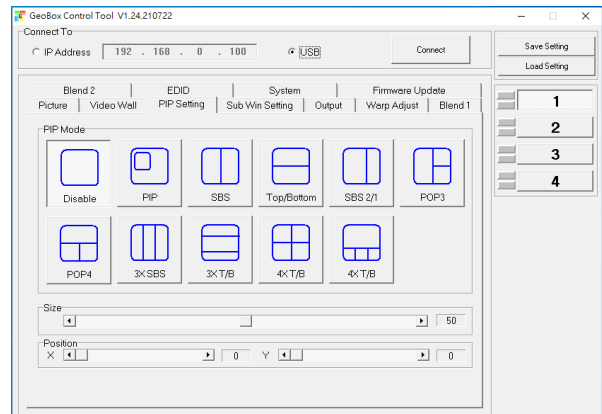 GeoBox Control Tool V1.24.210722
Connect To
IP Address 192 . 168 . 0 . 100 USB Connect
Save Setting
Load Setting
Blend 2 EDID System Firmware Update
Picture Video Wall PIP Setting Sub Win Setting Output Warp Adjust Blend 1
1
2
3
4
PIP Mode
Disable PIP SBS Top/Bottom SBS 2/1 POP3
POP4 3X SBS 3X T/B 4X T/B 4X T/B
Size
50
Position
X 0 Y 0